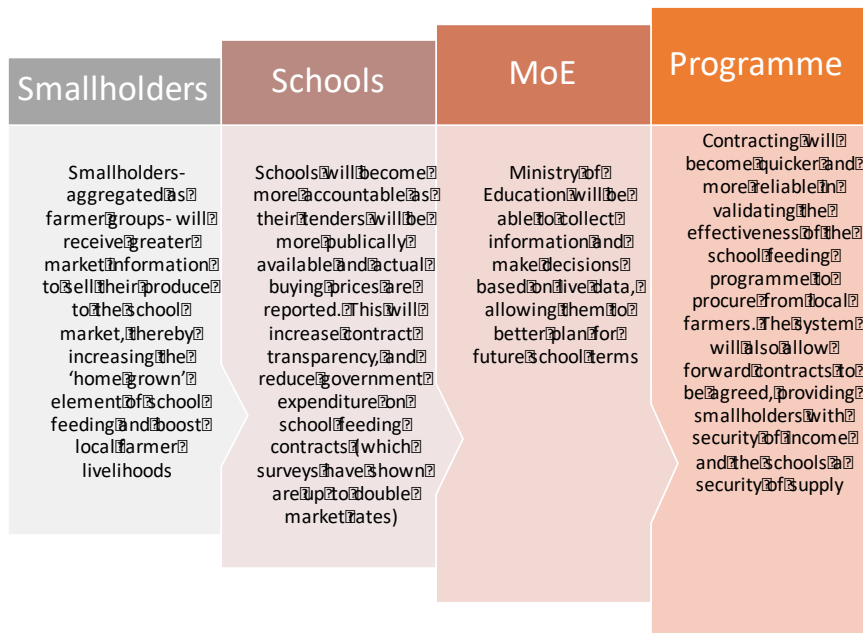 Smallholders
Smallholders-
aggregated as
farmer groups- will
receive greater
market information
to sell their produce
to the school
market, thereby
increasing the
‘home grown’
element of school
feeding and boost
local farmer
livelihoods
Schools
Schools will become
more accountable as
their tenders will be
more publically
available and actual
buying prices are
reported. This will
increase contract
transparency, and
reduce government
expenditure on
school feeding
contracts (which
surveys have shown
are up to double
market rates)
MoE
Ministry of
Education will be
able to collect
information and
make decisions
based on live data,
allowing them to
better plan for
future school terms
Programme
Contracting will
become quicker and
more reliable in
validating the
effectiveness of the
school feeding
programme to
procure from local
farmers. The system
will also allow
forward contracts to
be agreed, providing
smallholders with
security of income
and the schools a
security of supply